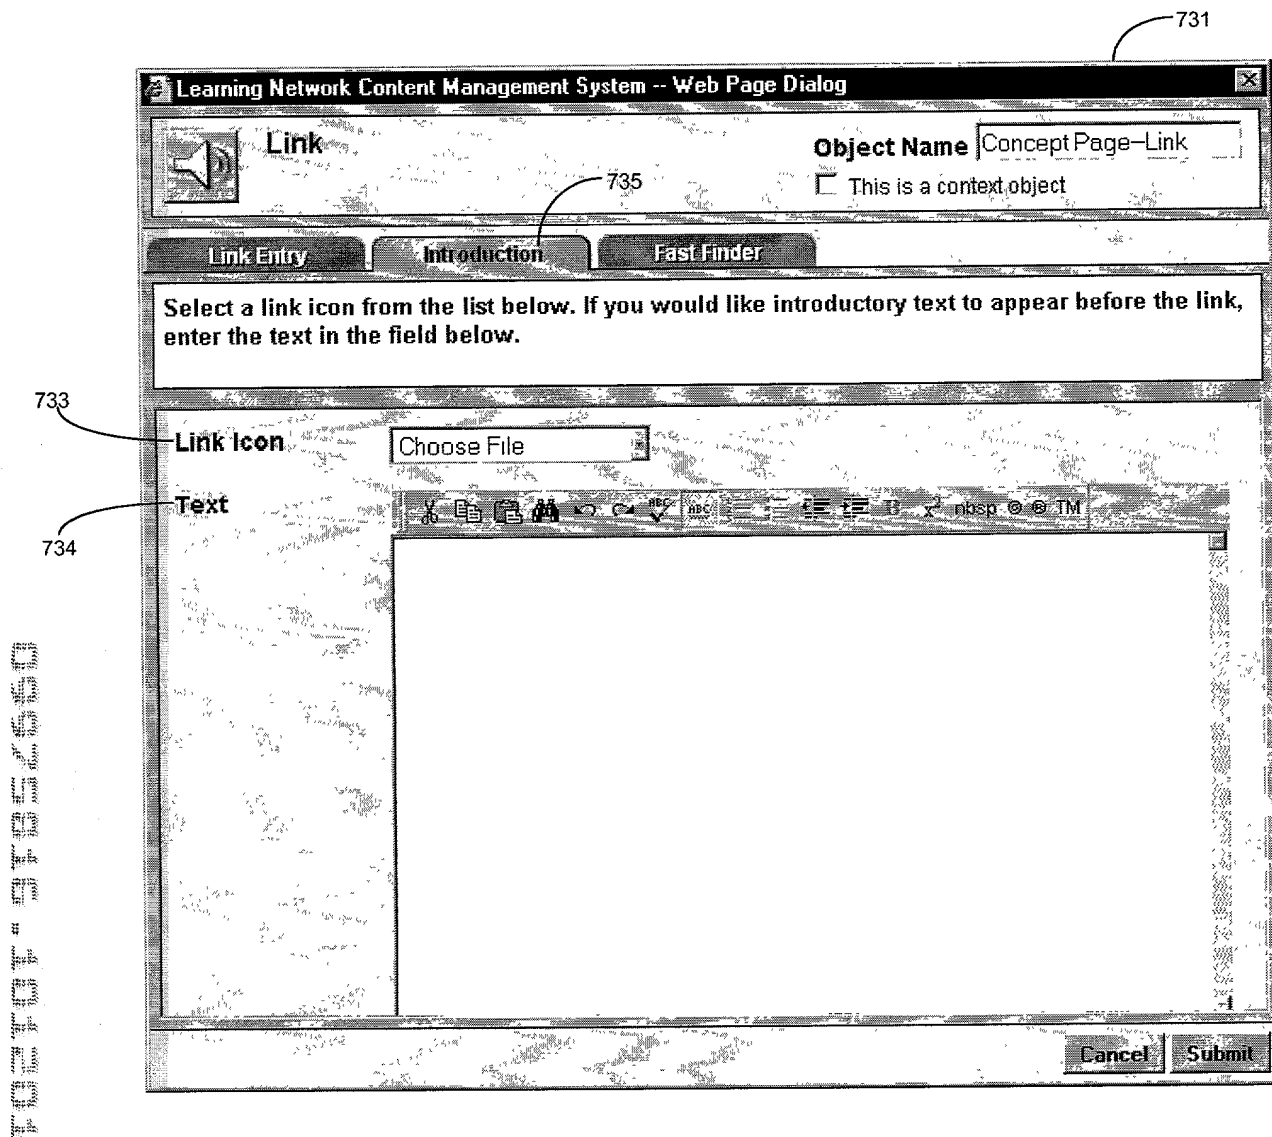 731
Learning Network Content Management System -- Web Page Dialog
Link
Object Name Concept Page–Link
This is a context object
735
Link Entry Introduction Fast Finder
Select a link icon from the list below. If you would like introductory text to appear before the link,
enter the text in the field below.
733
Link Icon Choose File
Text
ABC ABC B x² nbsp © ® TM
734
Cancel Submit